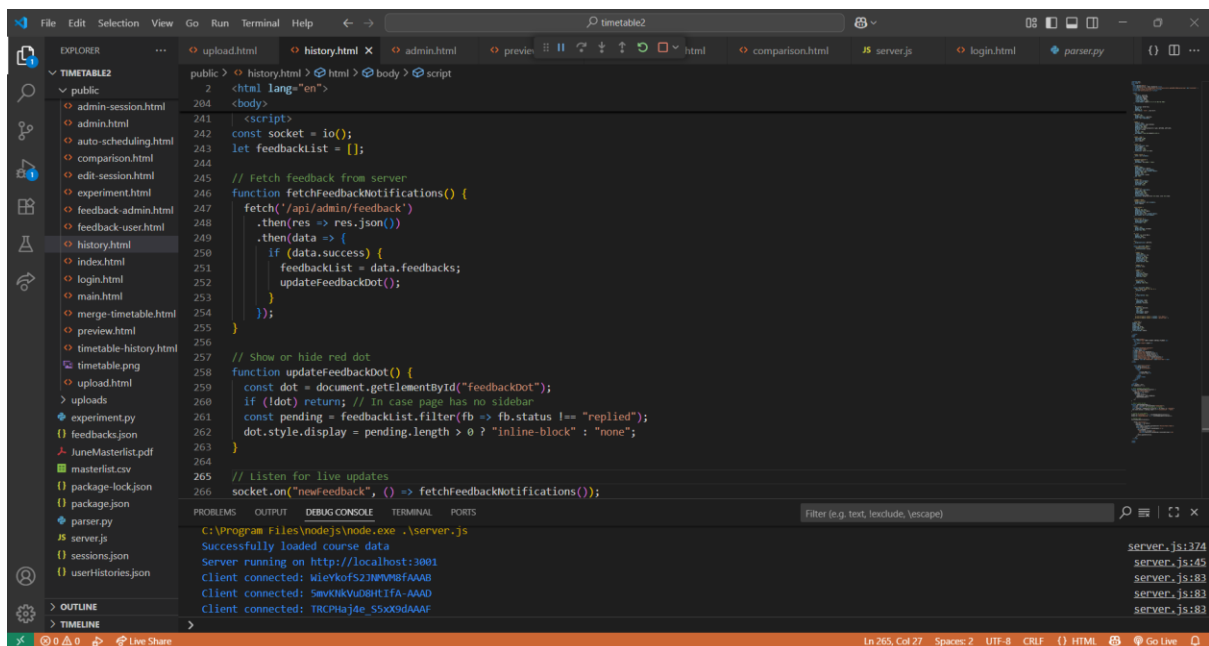 File Edit Selection View Go Run Terminal Help
timetable2
EXPLORER
upload.html
history.html
admin.html
html
comparison.html
JS server.js
login.html
parser.py
TIMETABLE2
public
admin-session.html
admin.html
auto-scheduling.html
comparison.html
edit-session.html
experiment.html
feedback-admin.html
feedback-user.html
history.html
index.html
login.html
main.html
merge-timetable.html
preview.html
timetable-history.html
timetable.png
upload.html
uploads
experiment.py
feedbacks.json
JuneMasterlist.pdf
masterlist.csv
package-lock.json
package.json
parser.py
JS server.js
sessions.json
userHistories.json
OUTLINE
TIMELINE
public > history.html > html > body > script
2 <html lang="en">
204 <body>
241 <script>
242 const socket = io();
243 let feedbackList = [];
244
245 // Fetch feedback from server
246 function fetchFeedbackNotifications() {
247 fetch('/api/admin/feedback')
248 .then(res => res.json())
249 .then(data => {
250 if (data.success) {
251 feedbackList = data.feedbacks;
252 updateFeedbackDot();
253 }
254 });
255 }
256
257 // Show or hide red dot
258 function updateFeedbackDot() {
259 const dot = document.getElementById("feedbackDot");
260 if (!dot) return; // In case page has no sidebar
261 const pending = feedbackList.filter(fb => fb.status !== "replied");
262 dot.style.display = pending.length > 0 ? "inline-block" : "none";
263 }
264
265 // Listen for live updates
266 socket.on("newFeedback", () => fetchFeedbackNotifications());
PROBLEMS OUTPUT DEBUG CONSOLE TERMINAL PORTS
Filter (e.g. text, !exclude, \escape)
C:\Program Files\nodejs\node.exe .\server.js
Successfully loaded course data server.js:374
Server running on http://localhost:3001 server.js:45
Client connected: WieYkofS2JNMVM8fAAAB server.js:83
Client connected: 5mvKNkVuD8HtIfA-AAAD server.js:83
Client connected: TRCPHaj4e_S5xX9dAAAF server.js:83
0 0 Live Share Ln 265, Col 27 Spaces: 2 UTF-8 CRLF {} HTML Go Live